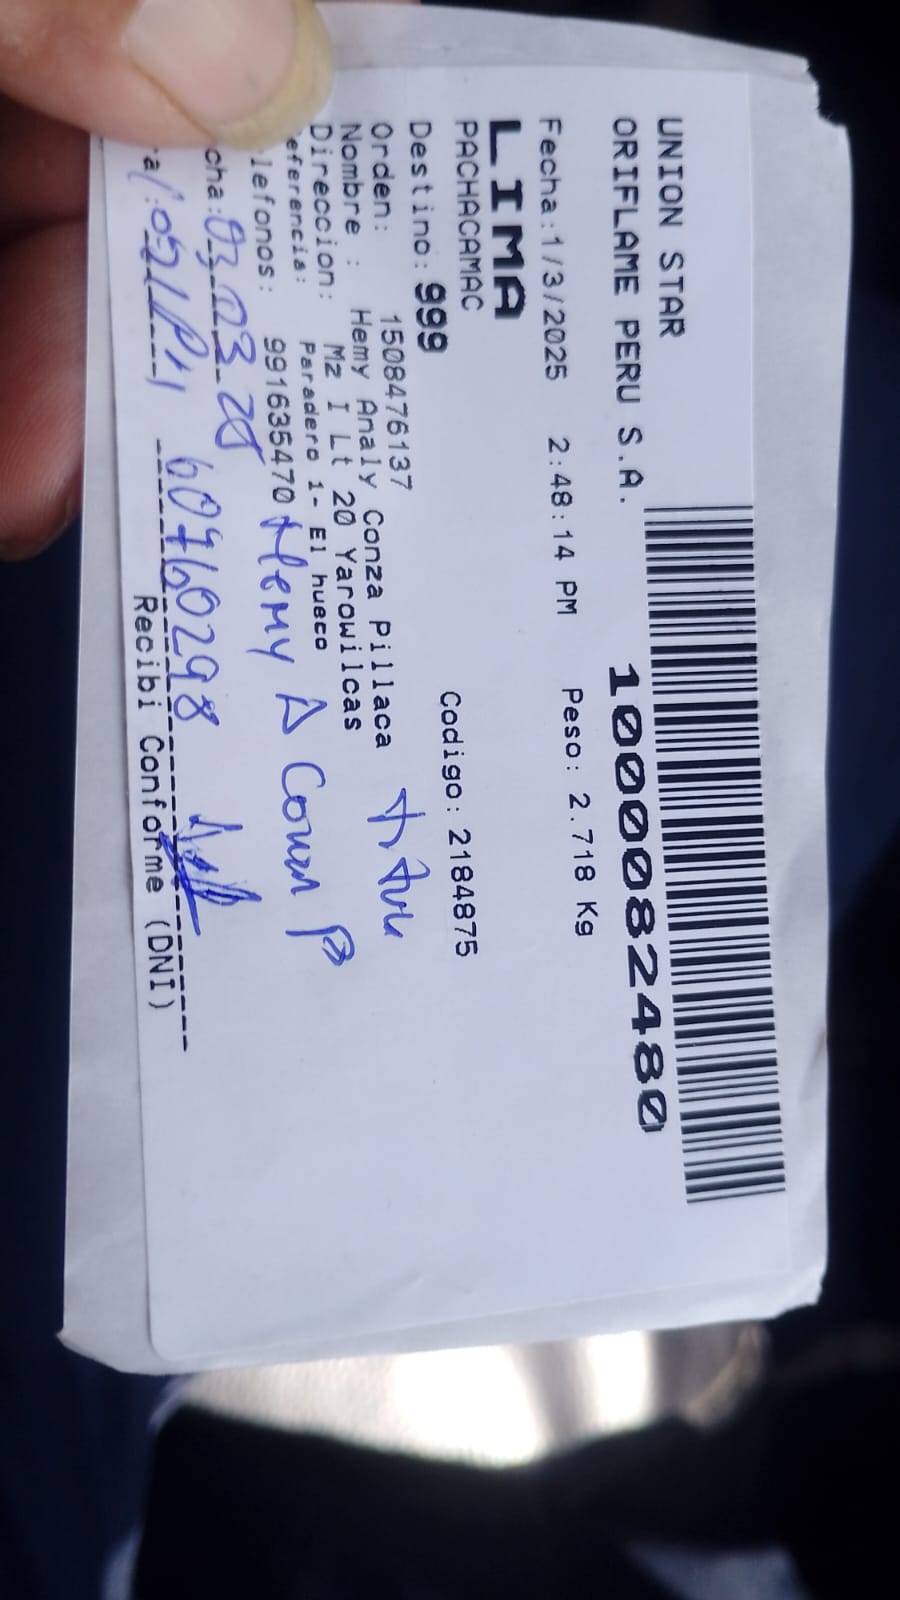 UNION STAR
ORIFLAME PERU S.A.
1000082480
Fecha:1/3/2025 2:48:14 PM Peso: 2.718 Kg
LIMA
PACHACAMAC
Destino: 999 Codigo: 2184875
Orden: 1508476137
Nombre : Hemy Analy Conza Pillaca
Direccion: Mz I Lt 20 Yarowilcas
eferencia: Paradero 1- El hueco
lefonos: 991635470 Hemy A Conza P
cha: 03 03 25
a: 60760298
Recibi Conforme (DNI)